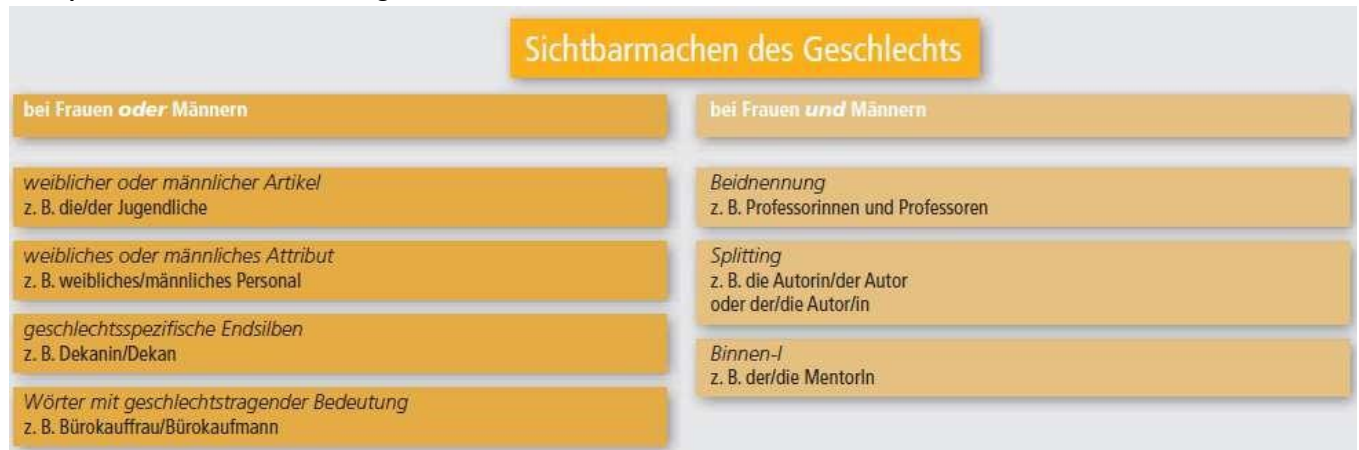 Sichtbarmachen des Geschlechts
bei Frauen oder Männern
weiblicher oder männlicher Artikel
z. B. die/der Jugendliche
weibliches oder männliches Attribut
z. B. weibliches/männliches Personal
geschlechtsspezifische Endsilben
z. B. Dekanin/Dekan
Wörter mit geschlechtstragender Bedeutung
z. B. Bürokauffrau/Bürokaufmann
bei Frauen und Männern
Beidnennung
z. B. Professorinnen und Professoren
Splitting
z. B. die Autorin/der Autor
oder der/die Autor/in
Binnen-I
z. B. der/die MentorIn